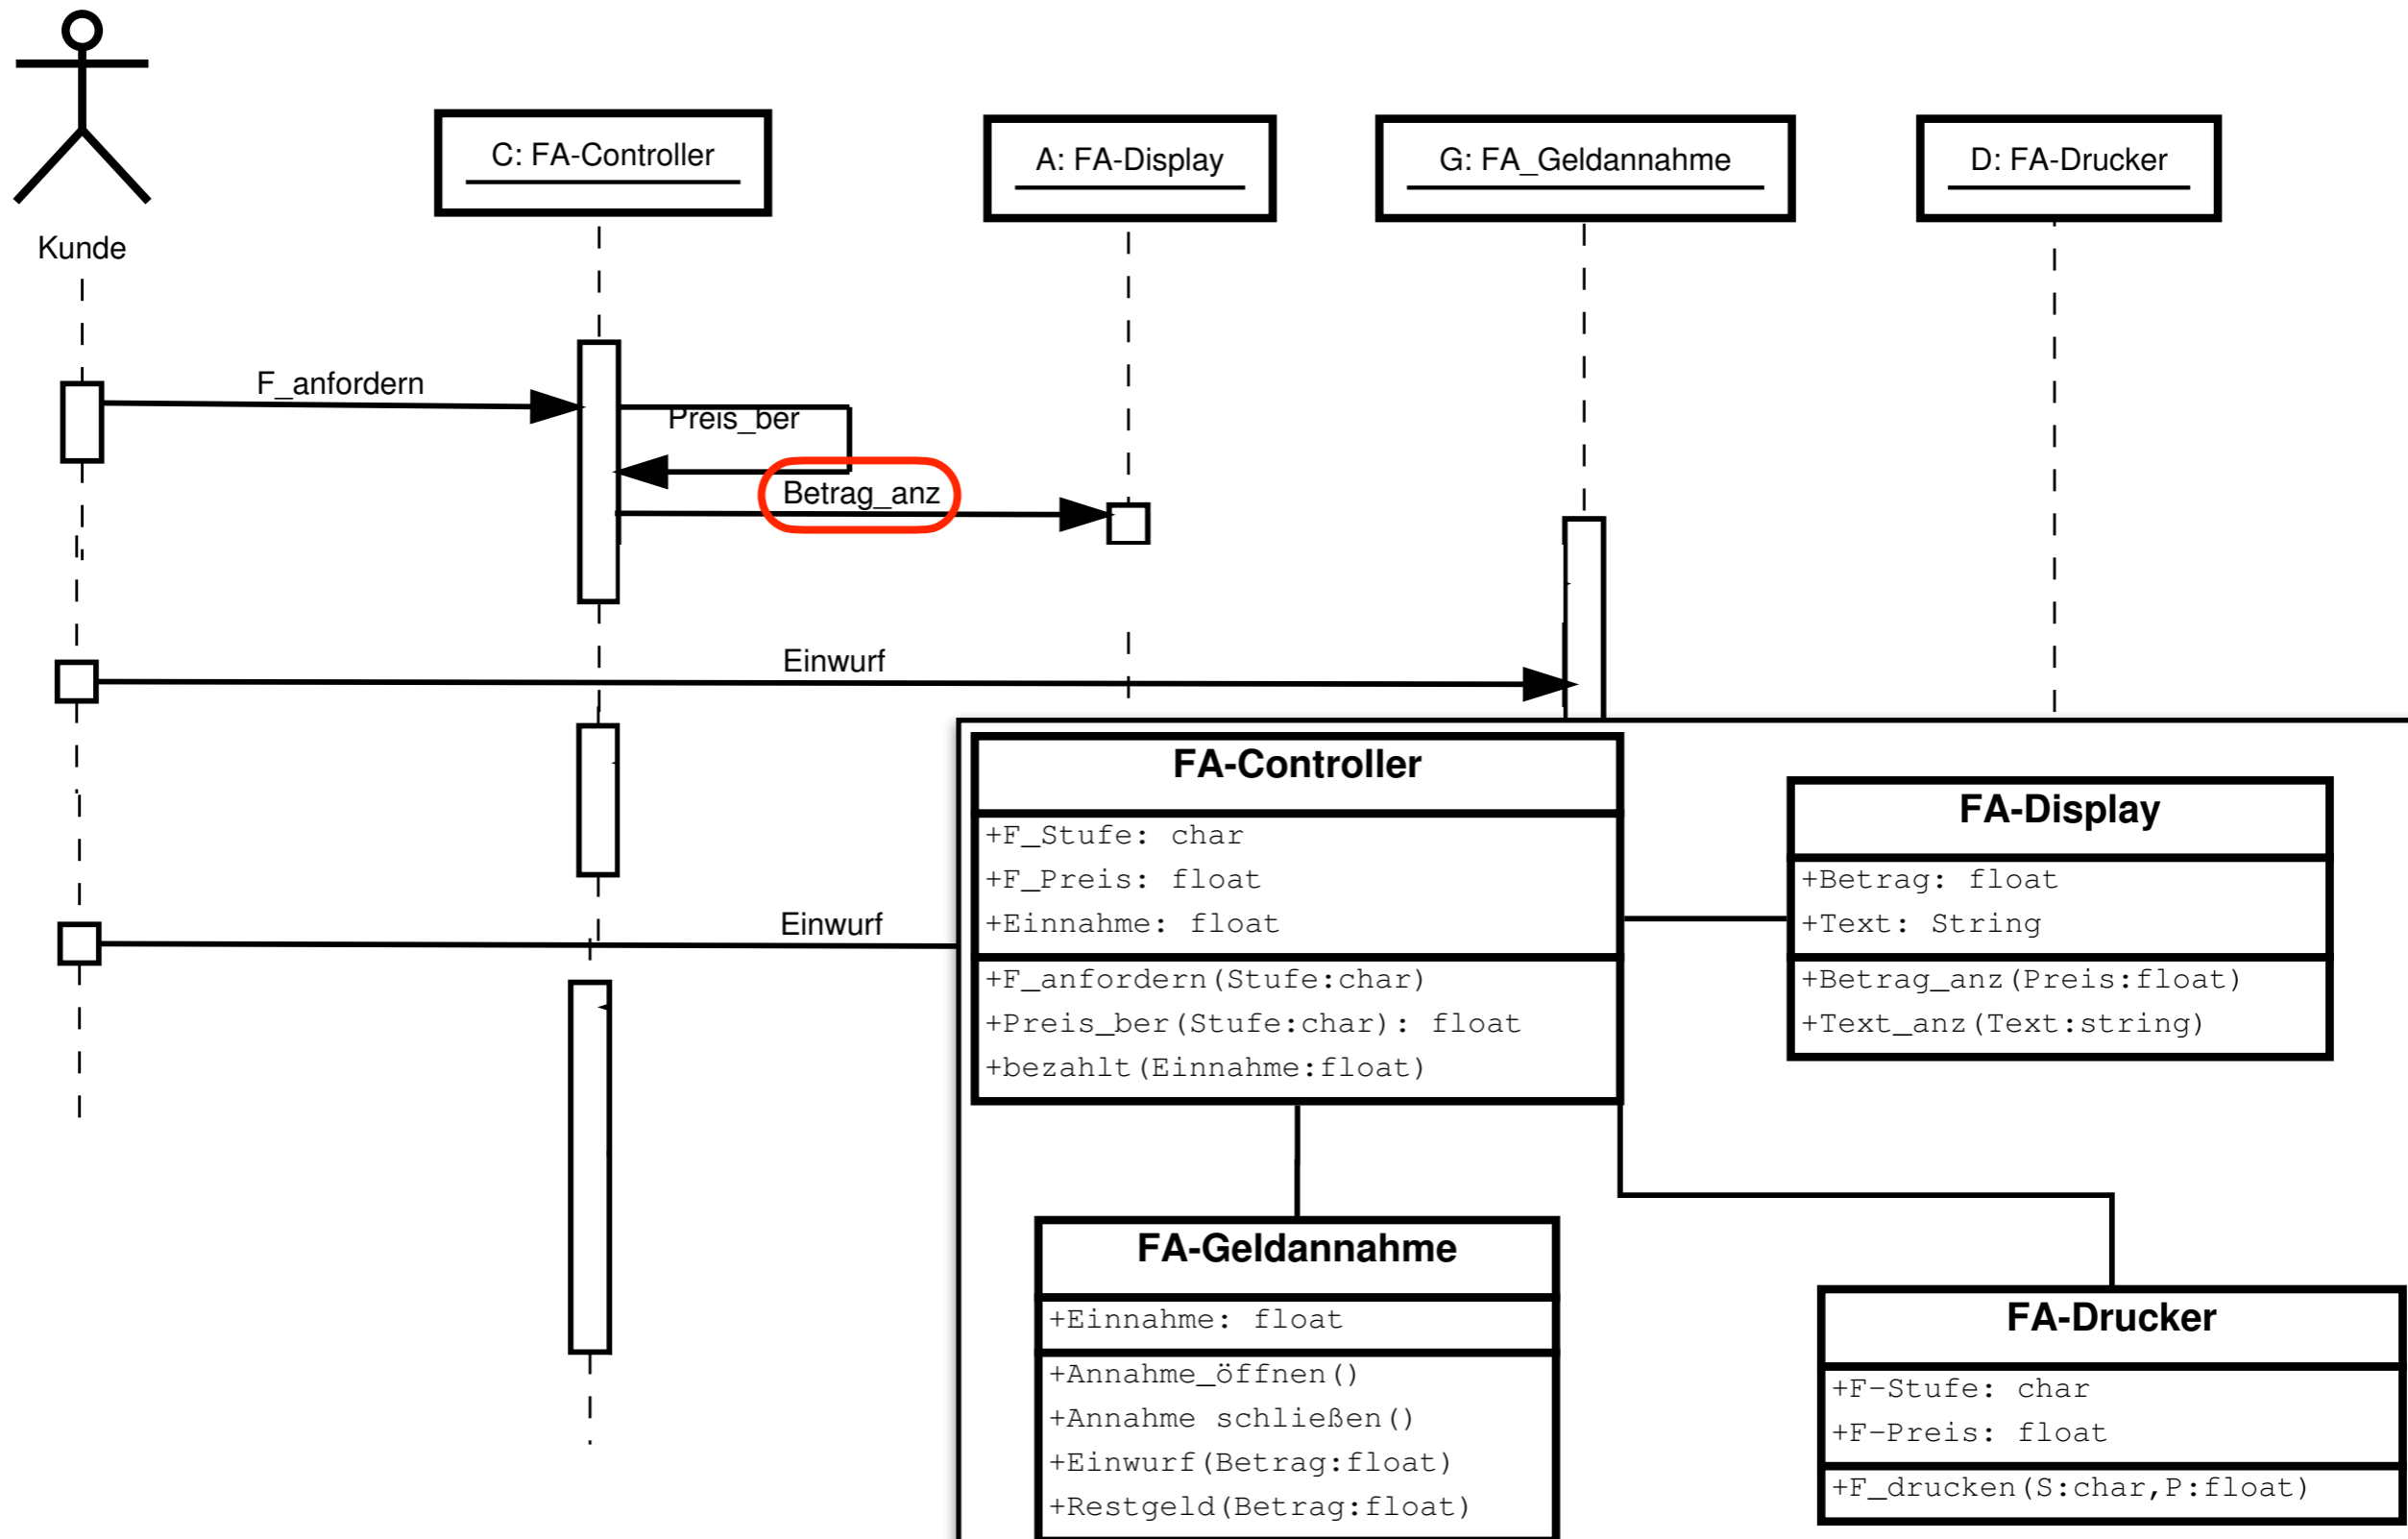 C: FA-Controller
A: FA-Display
G: FA_Geldannahme
D: FA-Drucker
Kunde
F_anfordern
Preis_ber
Betrag_anz
Einwurf
Einwurf
FA-Controller
+F_Stufe: char
+F_Preis: float
+Einnahme: float
+F_anfordern(Stufe:char)
+Preis_ber(Stufe:char): float
+bezahlt(Einnahme:float)
FA-Display
+Betrag: float
+Text: String
+Betrag_anz(Preis:float)
+Text_anz(Text:string)
FA-Geldannahme
+Einnahme: float
+Annahme_öffnen()
+Annahme schließen()
+Einwurf(Betrag:float)
+Restgeld(Betrag:float)
FA-Drucker
+F-Stufe: char
+F-Preis: float
+F_drucken(S:char,P:float)